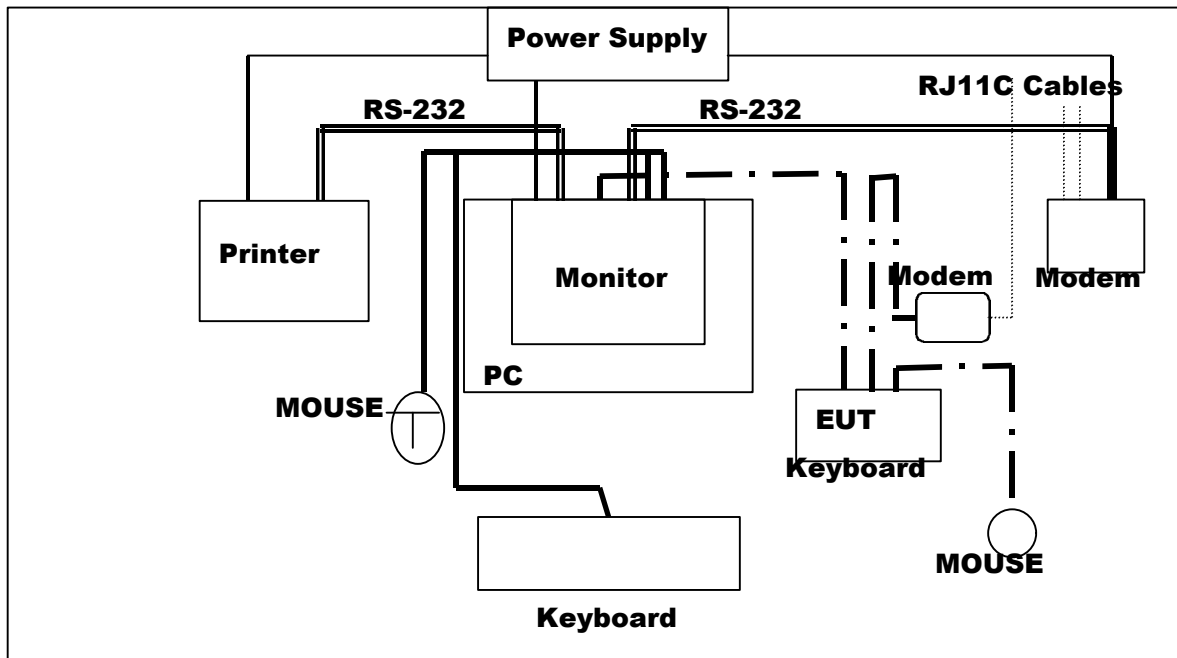 Power Supply
RJ11C Cables
RS-232
RS-232
Printer
Monitor
Modem
Modem
PC
MOUSE
EUT
Keyboard
MOUSE
Keyboard